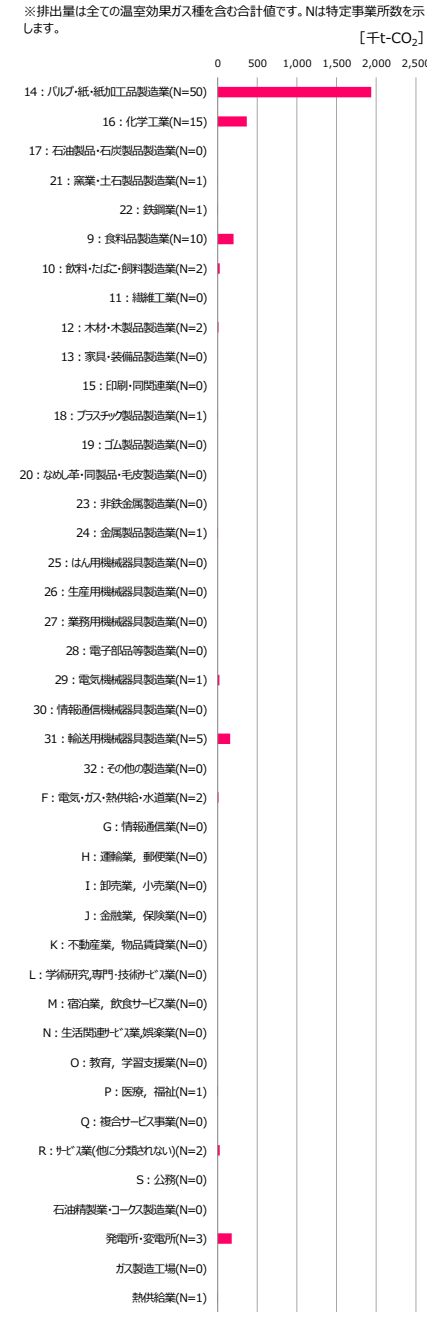 ※排出量は全ての温室効果ガス種を含む合計値です。Nは特定事業所数を示
します。
[千t-CO₂]
0 500 1,000 1,500 2,000 2,500
14：パルプ・紙・紙加工品製造業(N=50)
16：化学工業(N=15)
17：石油製品・石炭製品製造業(N=0)
21：窯業・土石製品製造業(N=1)
22：鉄鋼業(N=1)
9：食料品製造業(N=10)
10：飲料・たばこ・飼料製造業(N=2)
11：繊維工業(N=0)
12：木材・木製品製造業(N=2)
13：家具・装備品製造業(N=0)
15：印刷・同関連業(N=0)
18：プラスチック製品製造業(N=1)
19：ゴム製品製造業(N=0)
20：なめし革・同製品・毛皮製造業(N=0)
23：非鉄金属製造業(N=0)
24：金属製品製造業(N=1)
25：はん用機械器具製造業(N=0)
26：生産用機械器具製造業(N=0)
27：業務用機械器具製造業(N=0)
28：電子部品等製造業(N=0)
29：電気機械器具製造業(N=1)
30：情報通信機械器具製造業(N=0)
31：輸送用機械器具製造業(N=5)
32：その他の製造業(N=0)
F：電気・ガス・熱供給・水道業(N=2)
G：情報通信業(N=0)
H：運輸業，郵便業(N=0)
I：卸売業，小売業(N=0)
J：金融業，保険業(N=0)
K：不動産業，物品賃貸業(N=0)
L：学術研究,専門・技術ｻｰﾋﾞｽ業(N=0)
M：宿泊業，飲食サービス業(N=0)
N：生活関連ｻｰﾋﾞｽ業,娯楽業(N=0)
O：教育，学習支援業(N=0)
P：医療，福祉(N=1)
Q：複合サービス事業(N=0)
R：ｻｰﾋﾞｽ業(他に分類されない)(N=2)
S：公務(N=0)
石油精製業・コークス製造業(N=0)
発電所・変電所(N=3)
ガス製造工場(N=0)
熱供給業(N=1)